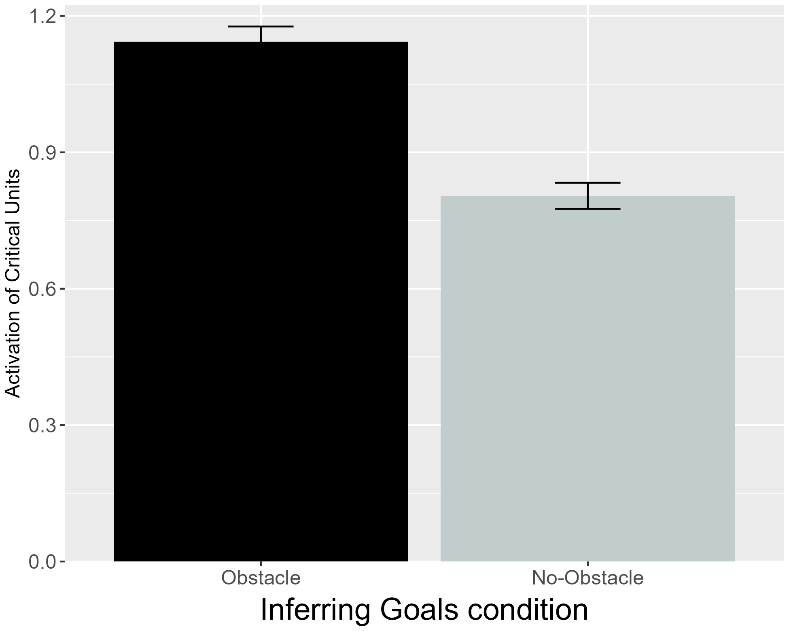 Activation of Critical Units
1.2
0.9
0.6
0.3
0.0
Obstacle No-Obstacle
Inferring Goals condition